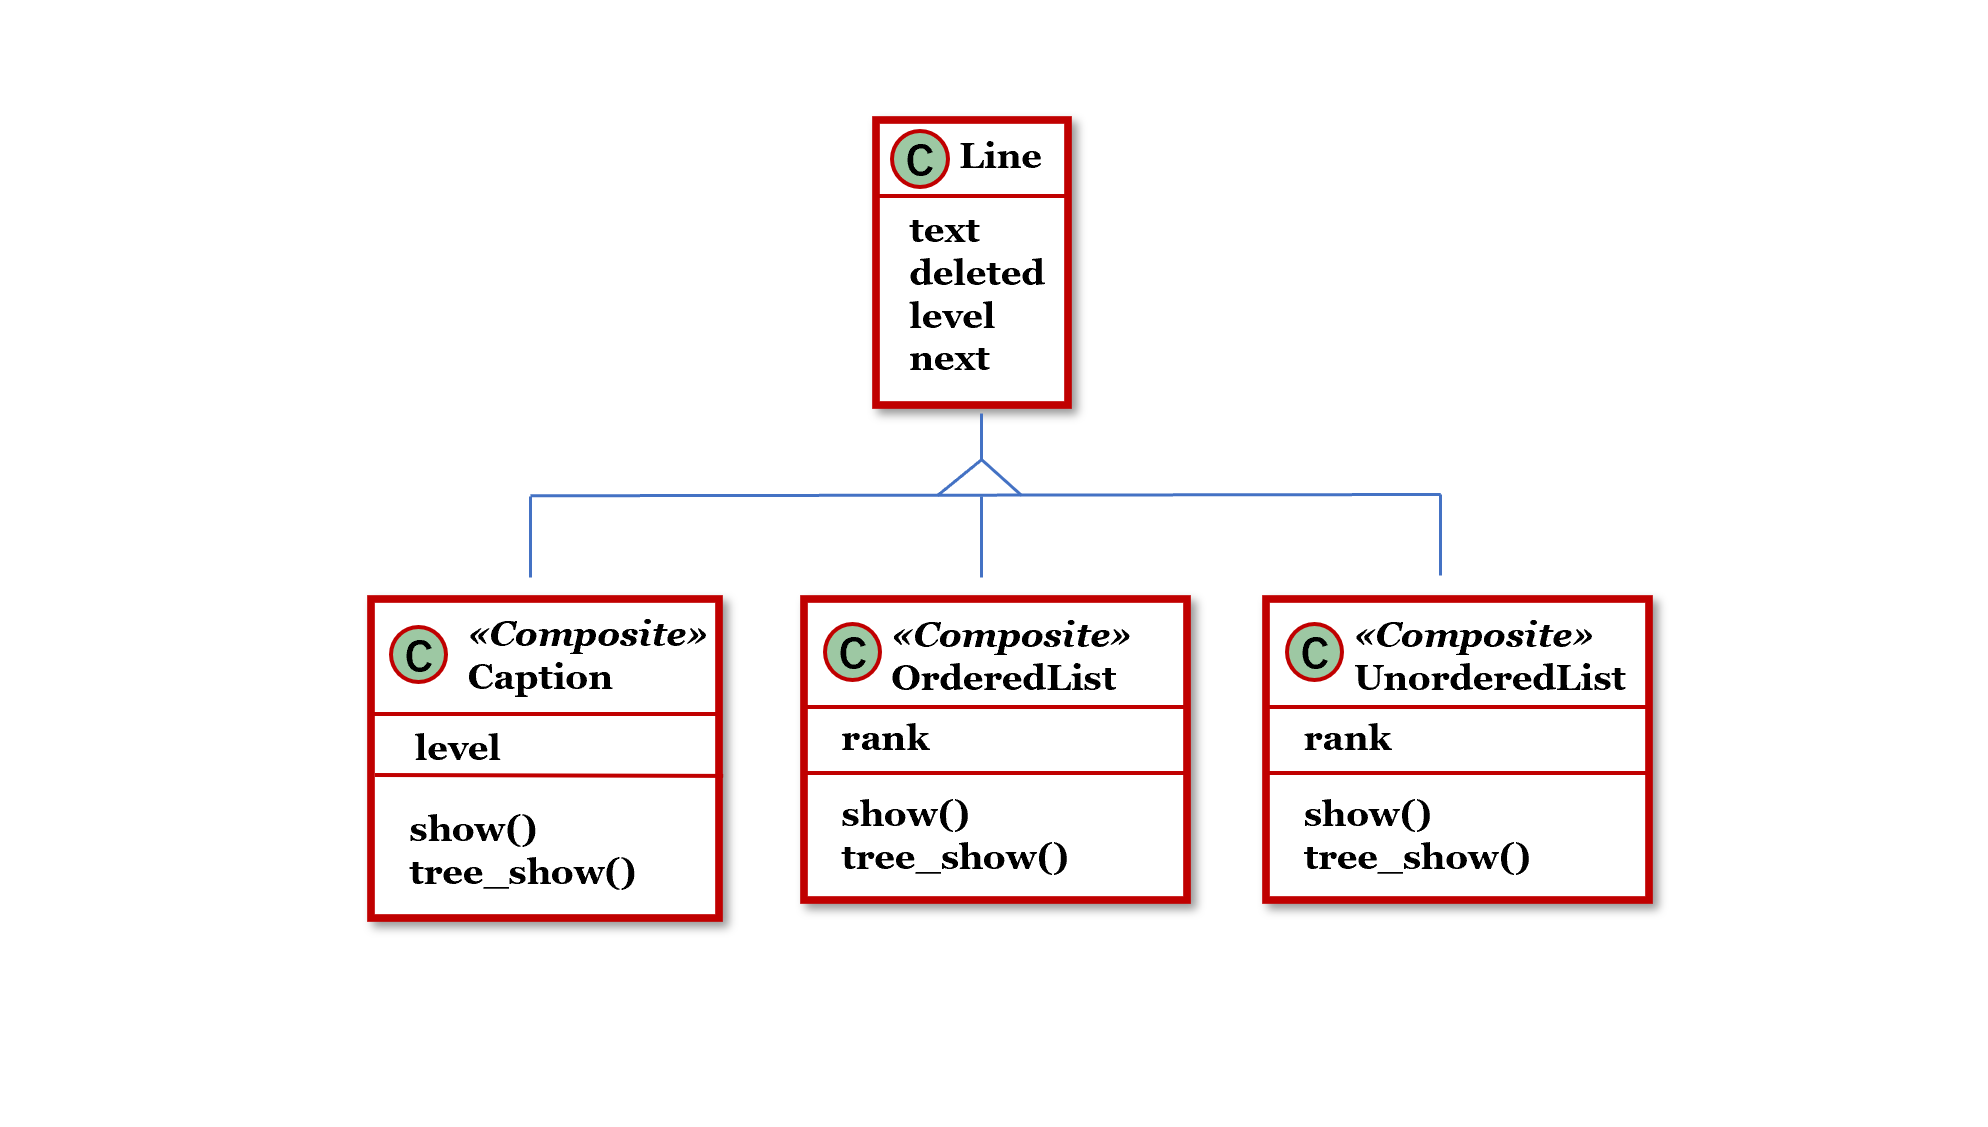 C Line
text
deleted
level
next
C «Composite»
Caption
level
show()
tree_show()
C «Composite»
OrderedList
rank
show()
tree_show()
C «Composite»
UnorderedList
rank
show()
tree_show()